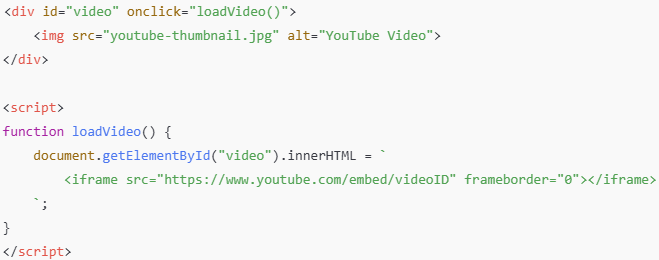 <div id="video" onclick="loadVideo()">
    <img src="youtube-thumbnail.jpg" alt="YouTube Video">
</div>

<script>
function loadVideo() {
    document.getElementById("video").innerHTML = `
        <iframe src="https://www.youtube.com/embed/videoID" frameborder="0"></iframe>
    `;
}
</script>